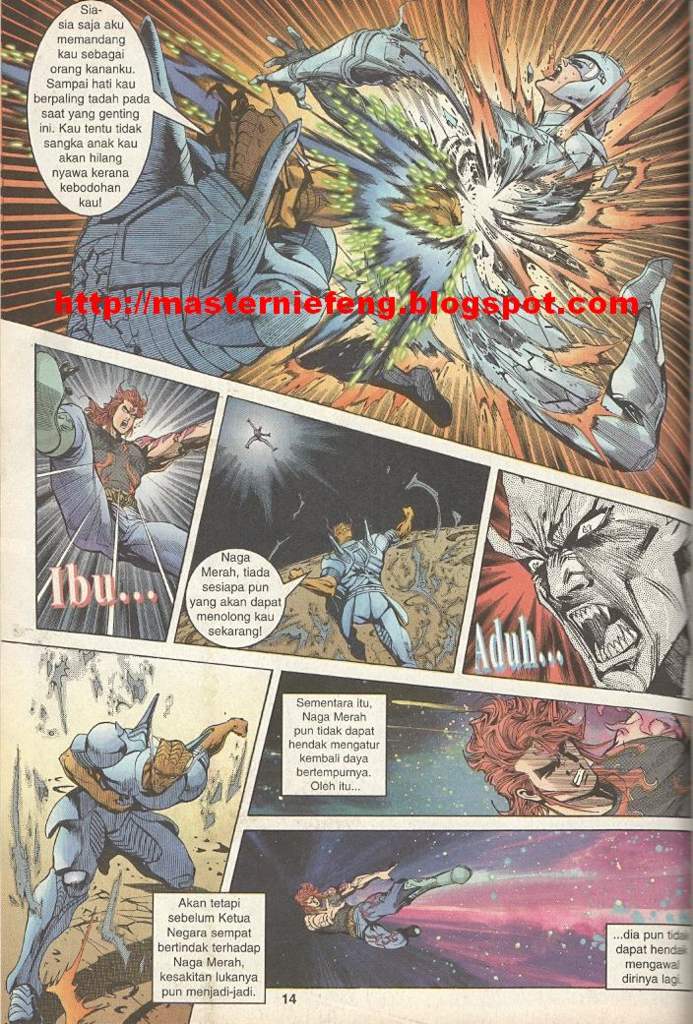 Sia-
sia saja aku
memandang
kau sebagai
orang kananku.
Sampai hati kau
berpaling tadah pada
saat yang genting
ini. Kau tentu tidak
sangka anak kau
akan hilang
nyawa kerana
kebodohan
kau!
http://masterniefeng.blogspot.com
Ibu...
Naga
Merah, tiada
sesiapa pun
yang akan dapat
menolong kau
sekarang!
Aduh...
Sementara itu,
Naga Merah
pun tidak dapat
hendak mengatur
kembali daya
bertempurnya.
Oleh itu...
Akan tetapi
sebelum Ketua
Negara sempat
bertindak terhadap
Naga Merah,
kesakitan lukanya
pun menjadi-jadi.
...dia pun tidak
dapat hendak
mengawal
dirinya lagi.
14